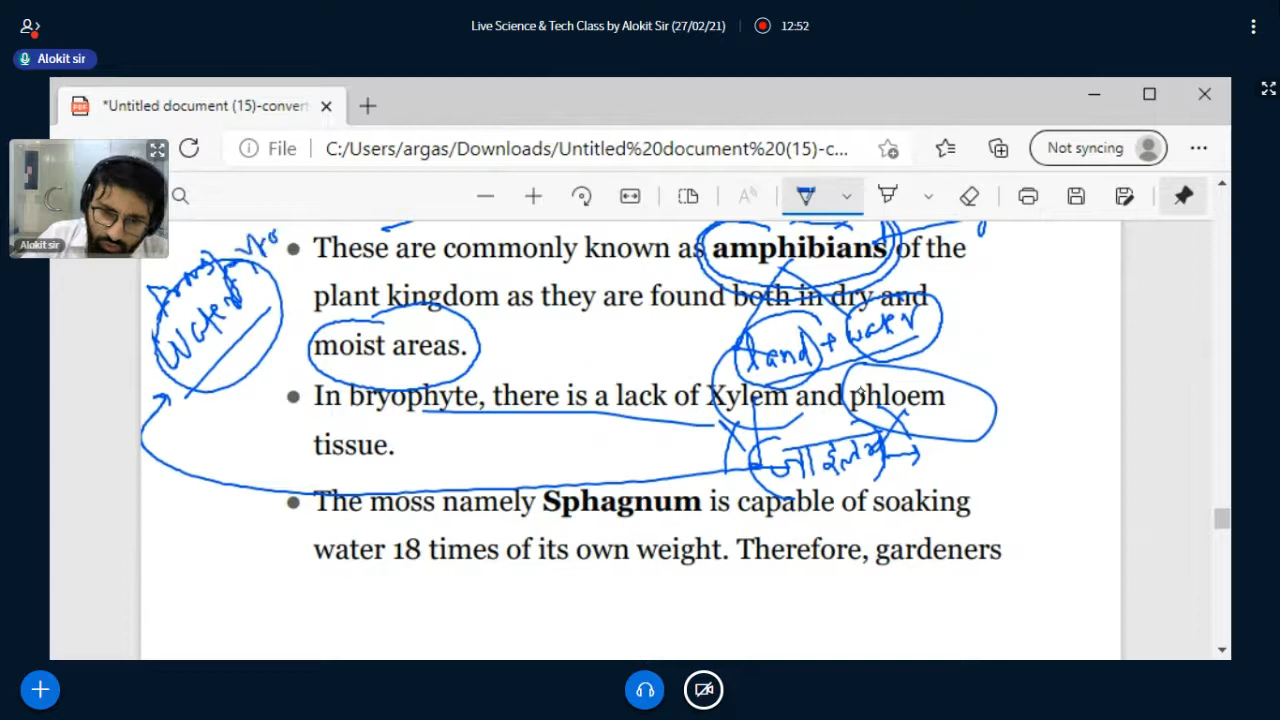 Live Science & Tech Class by Alokit Sir (27/02/21)
12:52
Alokit sir
*Untitled document (15)-convert
File
C:/Users/argas/Downloads/Untitled%20document%20(15)-c...
Not syncing
Alokit sir
These are commonly known as amphibians of the
plant kingdom as they are found both in dry and
moist areas.
land + water
Water
In bryophyte, there is a lack of Xylem and phloem
tissue.
जाइलम
The moss namely Sphagnum is capable of soaking
water 18 times of its own weight. Therefore, gardeners